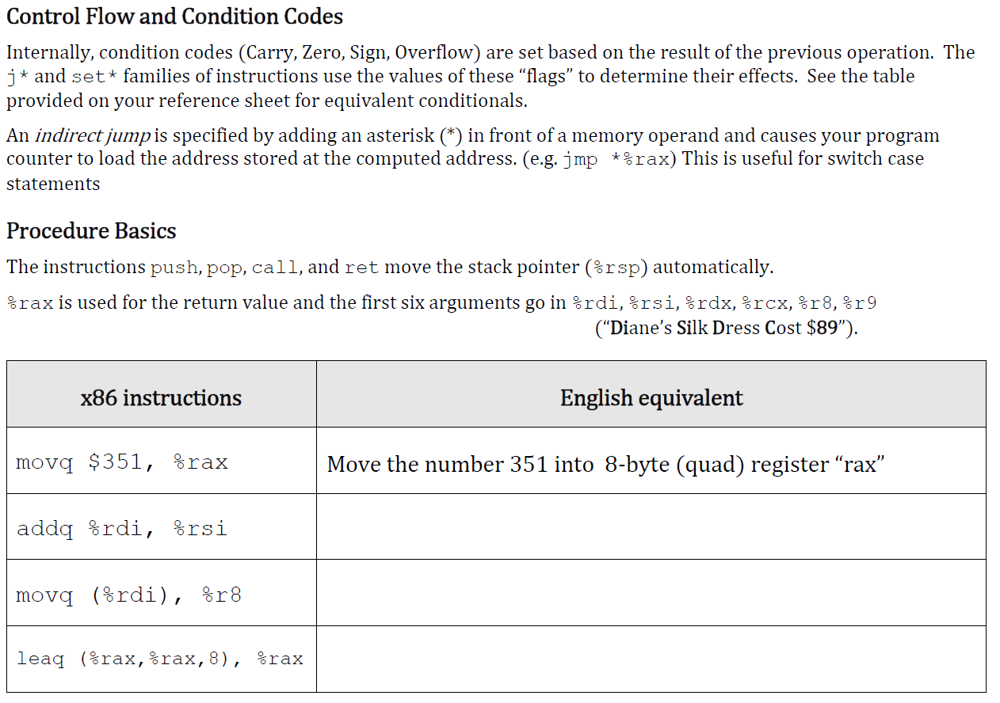 Control Flow and Condition Codes
Internally, condition codes (Carry, Zero, Sign, Overflow) are set based on the result of the previous operation.  The
j* and set* families of instructions use the values of these “flags” to determine their effects.  See the table
provided on your reference sheet for equivalent conditionals.
An indirect jump is specified by adding an asterisk (*) in front of a memory operand and causes your program
counter to load the address stored at the computed address. (e.g. jmp *%rax) This is useful for switch case
statements
Procedure Basics
The instructions push, pop, call, and ret move the stack pointer (%rsp) automatically.
%rax is used for the return value and the first six arguments go in %rdi, %rsi, %rdx, %rcx, %r8, %r9
(“Diane’s Silk Dress Cost $89”).
x86 instructions English equivalent
movq $351, %rax Move the number 351 into  8-byte (quad) register “rax”
addq %rdi, %rsi
movq (%rdi), %r8
leaq (%rax,%rax,8), %rax